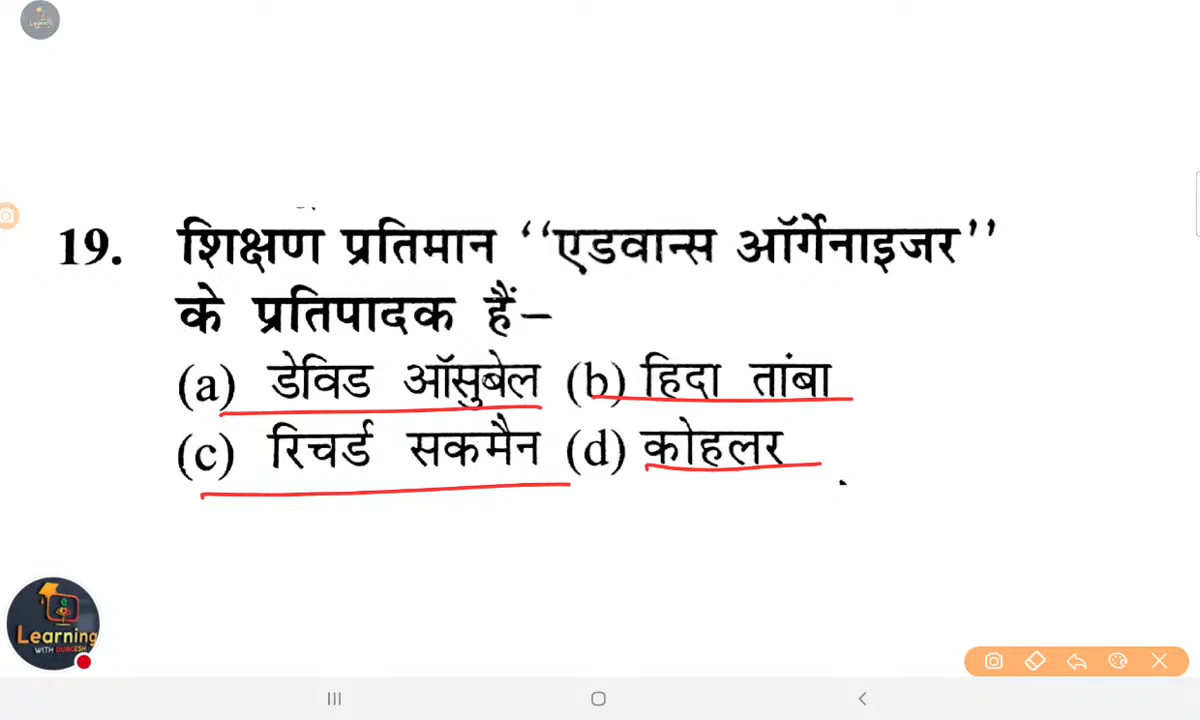 19. शिक्षण प्रतिमान ‘‘एडवान्स ऑर्गेनाइजर’’
के प्रतिपादक हैं–
(a) डेविड ऑसुबेल (b) हिदा तांबा
(c) रिचर्ड सकमैन (d) कोहलर
Learning
WITH DURGESH